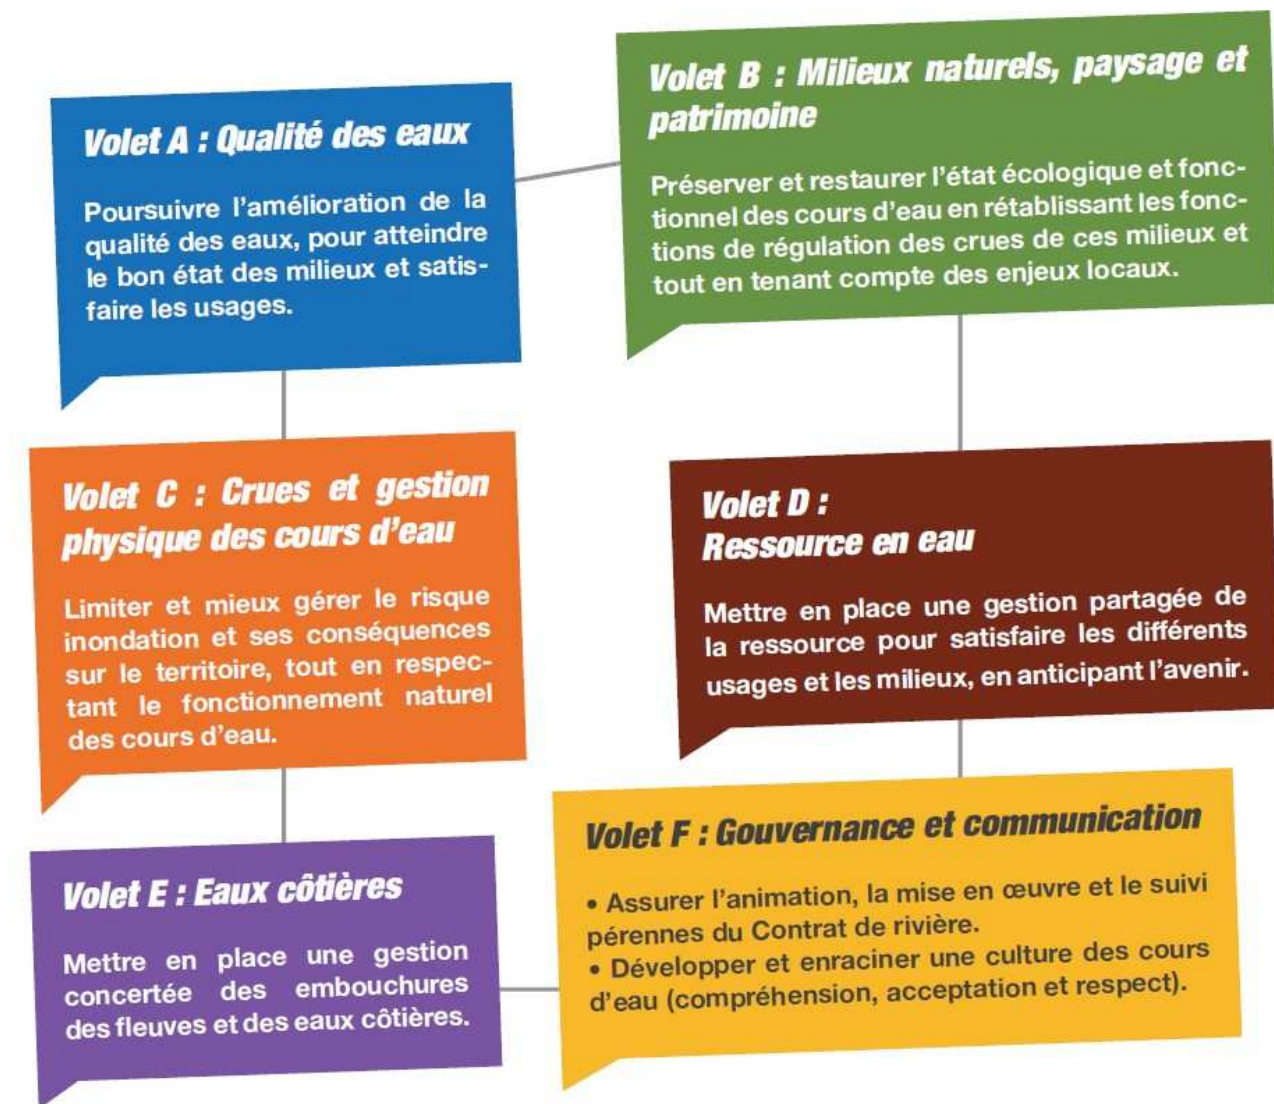 Volet A : Qualité des eaux
Poursuivre l'amélioration de la
qualité des eaux, pour atteindre
le bon état des milieux et satis-
faire les usages.
Volet B : Milieux naturels, paysage et
patrimoine
Préserver et restaurer l'état écologique et fonc-
tionnel des cours d'eau en rétablissant les fonc-
tions de régulation des crues de ces milieux et
tout en tenant compte des enjeux locaux.
Volet C : Crues et gestion
physique des cours d'eau
Limiter et mieux gérer le risque
inondation et ses conséquences
sur le territoire, tout en respec-
tant le fonctionnement naturel
des cours d'eau.
Volet D :
Ressource en eau
Mettre en place une gestion partagée de
la ressource pour satisfaire les différents
usages et les milieux, en anticipant l'avenir.
Volet E : Eaux côtières
Mettre en place une gestion
concertée des embouchures
des fleuves et des eaux côtières.
Volet F : Gouvernance et communication
• Assurer l'animation, la mise en œuvre et le suivi
pérennes du Contrat de rivière.
• Développer et enraciner une culture des cours
d'eau (compréhension, acceptation et respect).